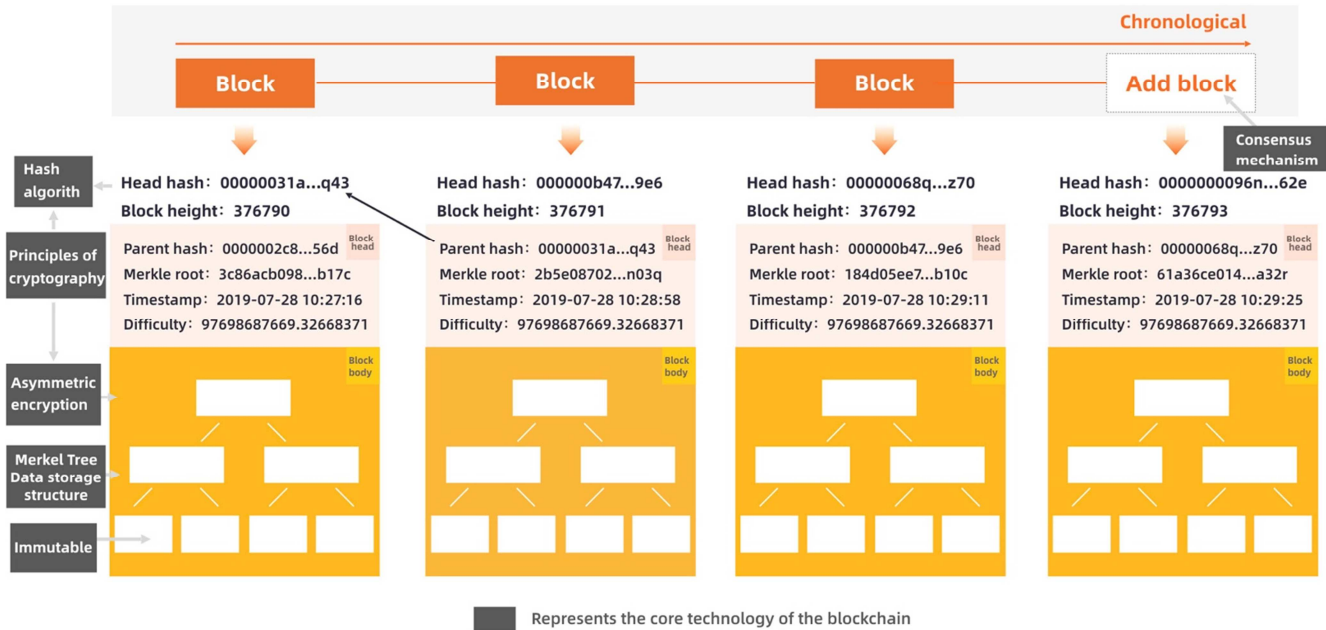 Chronological
Block
Block
Block
Add block
Consensus
mechanism
Hash
algorith
Principles of
cryptography
Asymmetric
encryption
Merkel Tree
Data storage
structure
Immutable
Head hash: 00000031a...q43
Block height: 376790
Block
head
Parent hash: 0000002c8...56d
Merkle root: 3c86acb098...b17c
Timestamp: 2019-07-28 10:27:16
Difficulty: 97698687669.32668371
Block
body
Head hash: 000000b47...9e6
Block height: 376791
Block
head
Parent hash: 00000031a...q43
Merkle root: 2b5e08702...n03q
Timestamp: 2019-07-28 10:28:58
Difficulty: 97698687669.32668371
Block
body
Head hash: 00000068q...z70
Block height: 376792
Block
head
Parent hash: 000000b47...9e6
Merkle root: 184d05ee7...b10c
Timestamp: 2019-07-28 10:29:11
Difficulty: 97698687669.32668371
Block
body
Head hash: 0000000096n...62e
Block height: 376793
Block
head
Parent hash: 00000068q...z70
Merkle root: 61a36ce014...a32r
Timestamp: 2019-07-28 10:29:25
Difficulty: 97698687669.32668371
Block
body
Represents the core technology of the blockchain